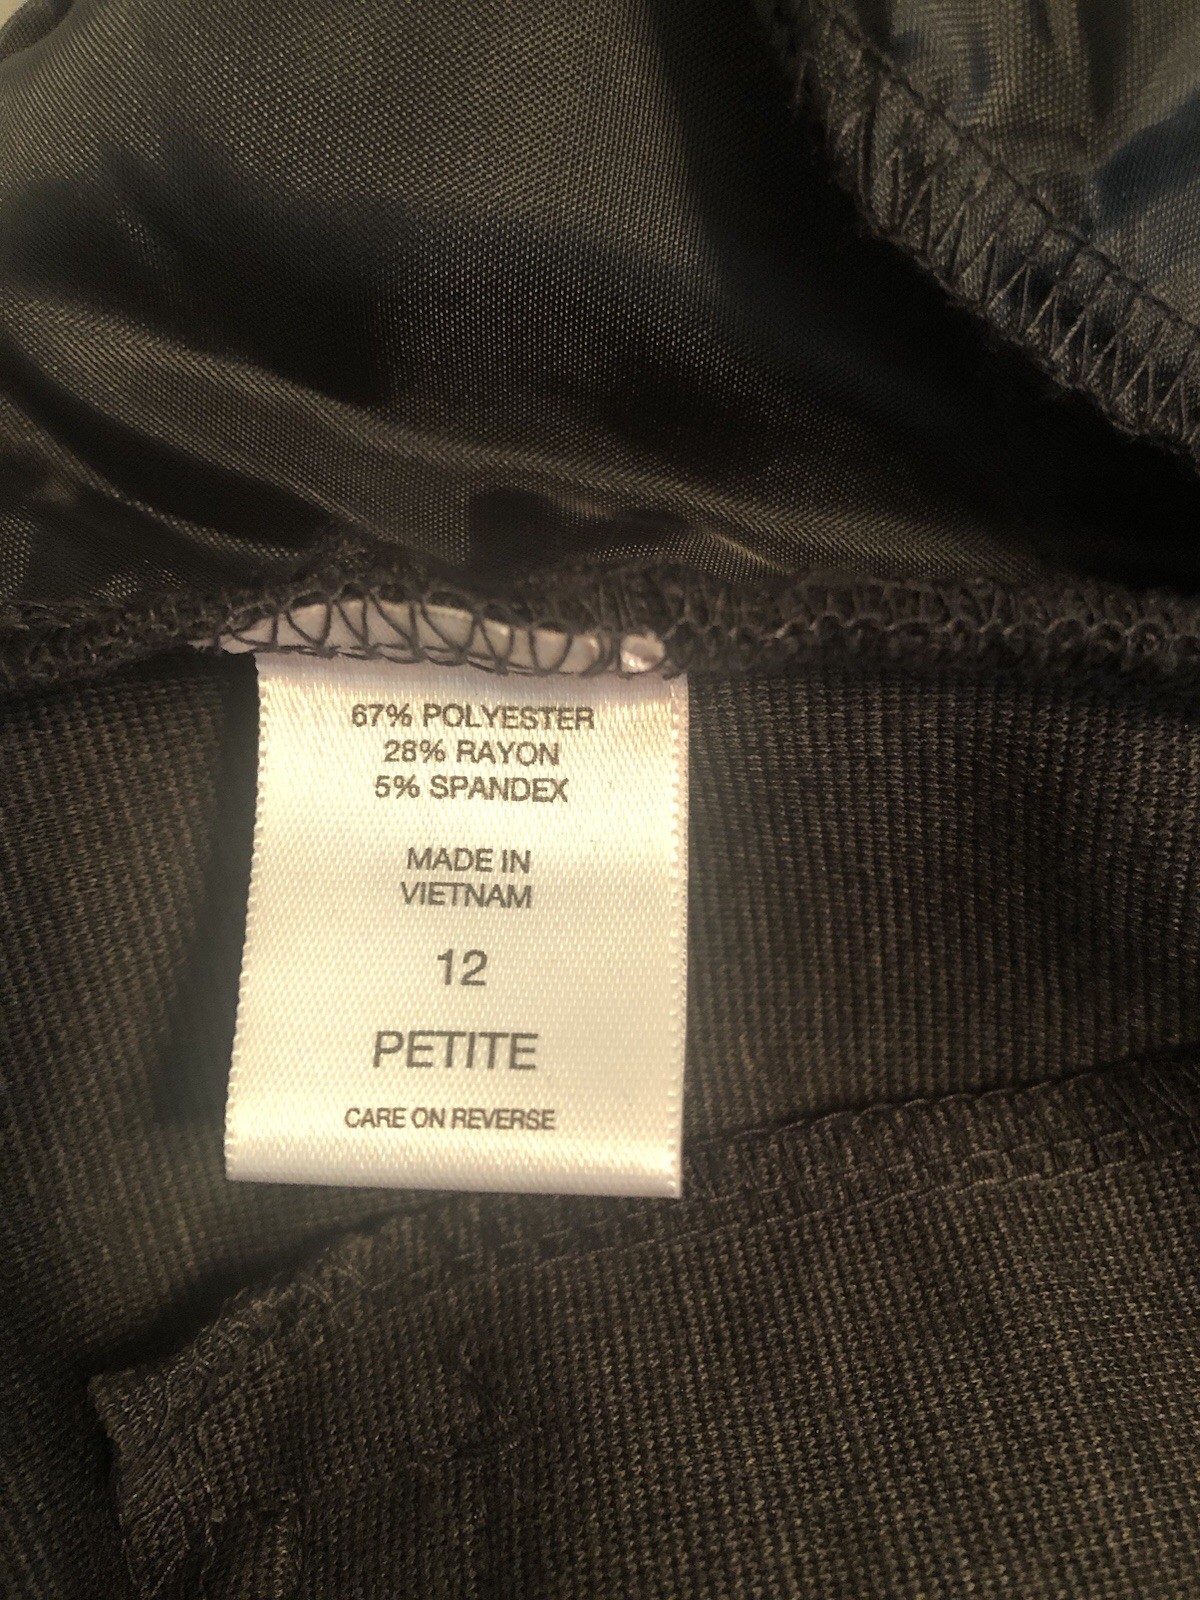 67% POLYESTER
28% RAYON
5% SPANDEX
MADE IN
VIETNAM
12
PETITE
CARE ON REVERSE